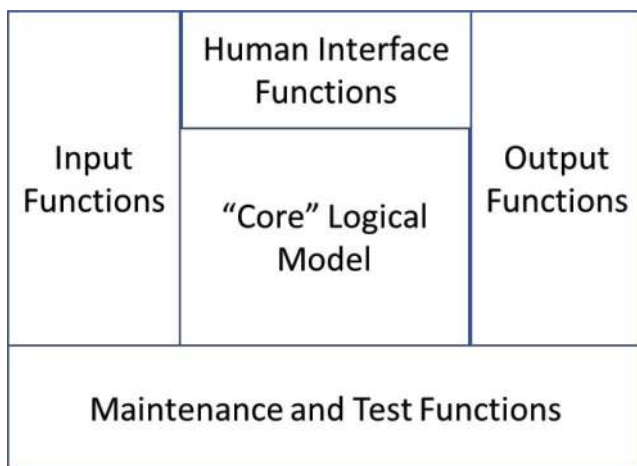 Human Interface
Functions
Input
Functions
“Core” Logical
Model
Output
Functions
Maintenance and Test Functions